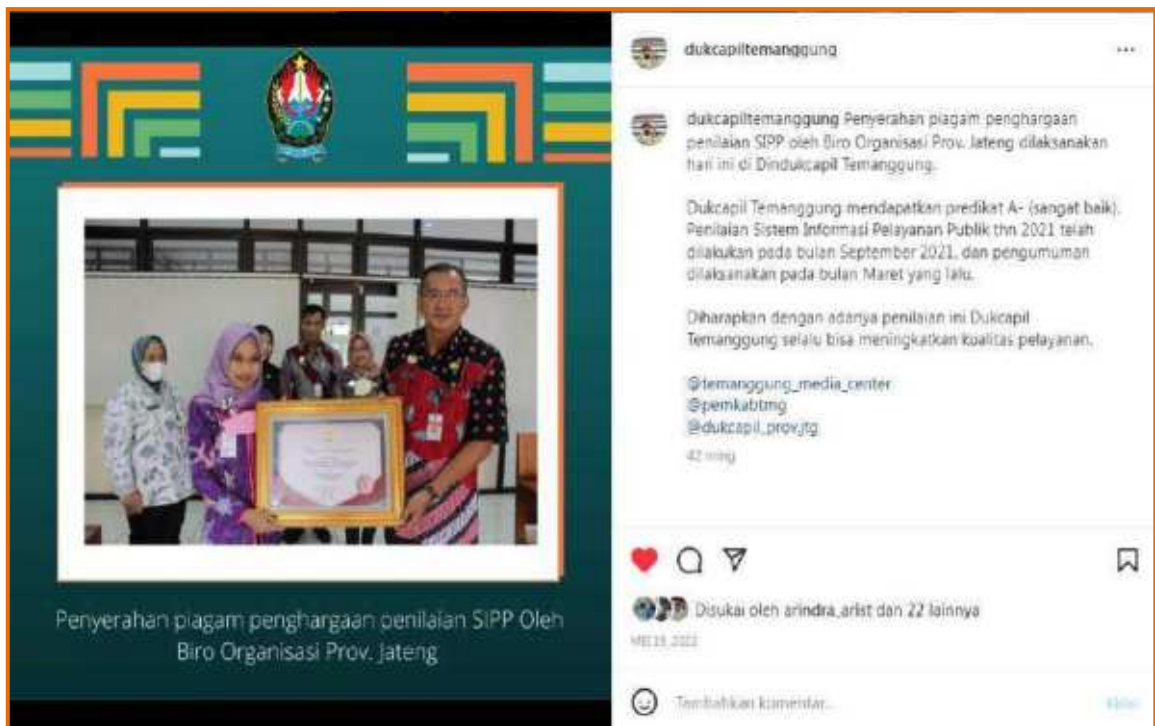 Penyerahan piagam penghargaan penilaian SIPP Oleh
Biro Organisasi Prov. Jateng
dukcapiltemanggung
dukcapiltemanggung Penyerahan piagam penghargaan
penilaian SIPP oleh Biro Organisasi Prov. Jateng dilaksanakan
hari ini di Dindukcapil Temanggung.
Dukcapil Temanggung mendapatkan predikat A- (sangat baik).
Penilaian Sistem Informasi Pelayanan Publik thn 2021 telah
dilakukan pada bulan September 2021, dan pengumuman
dilaksanakan pada bulan Maret yang lalu.
Diharapkan dengan adanya penilaian ini Dukcapil
Temanggung selalu bisa meningkatkan kualitas pelayanan.
@temanggung_media_center
@pemkabtmg
@dukcapil_prov.jtg
42 ming
Disukai oleh arindra_arist dan 22 lainnya
MEI 2022
Tambahkan komentar...